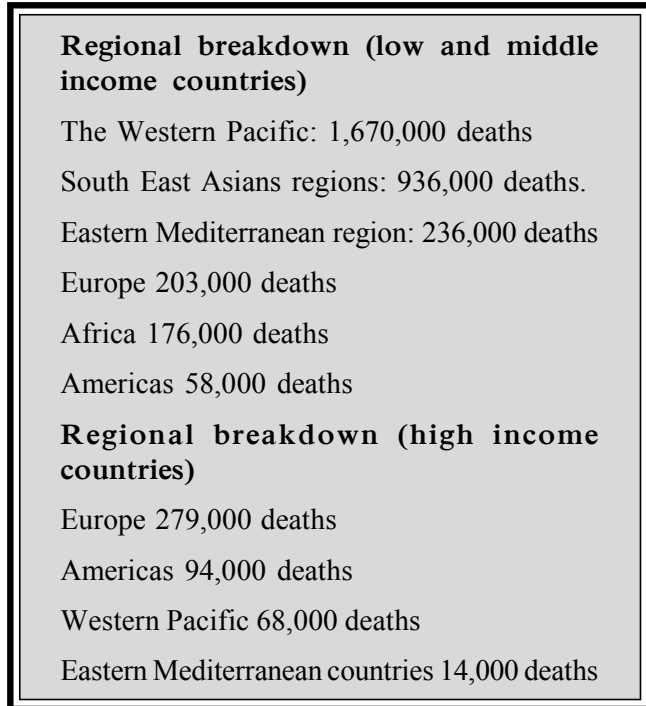 Regional breakdown (low and middle
income countries)
The Western Pacific: 1,670,000 deaths
South East Asians regions: 936,000 deaths.
Eastern Mediterranean region: 236,000 deaths
Europe 203,000 deaths
Africa 176,000 deaths
Americas 58,000 deaths
Regional breakdown (high income
countries)
Europe 279,000 deaths
Americas 94,000 deaths
Western Pacific 68,000 deaths
Eastern Mediterranean countries 14,000 deaths